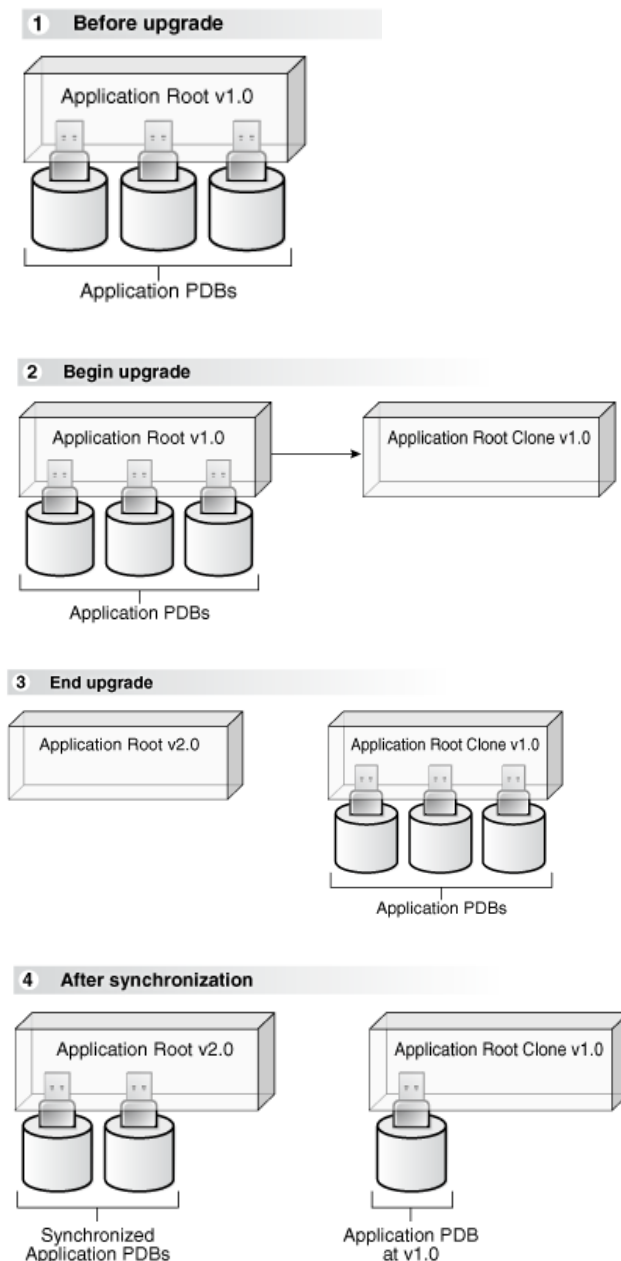 1 Before upgrade
Application Root v1.0
Application PDBs
2 Begin upgrade
Application Root v1.0
Application Root Clone v1.0
Application PDBs
3 End upgrade
Application Root v2.0
Application Root Clone v1.0
Application PDBs
4 After synchronization
Application Root v2.0
Application Root Clone v1.0
Synchronized
Application PDBs
Application PDB
at v1.0